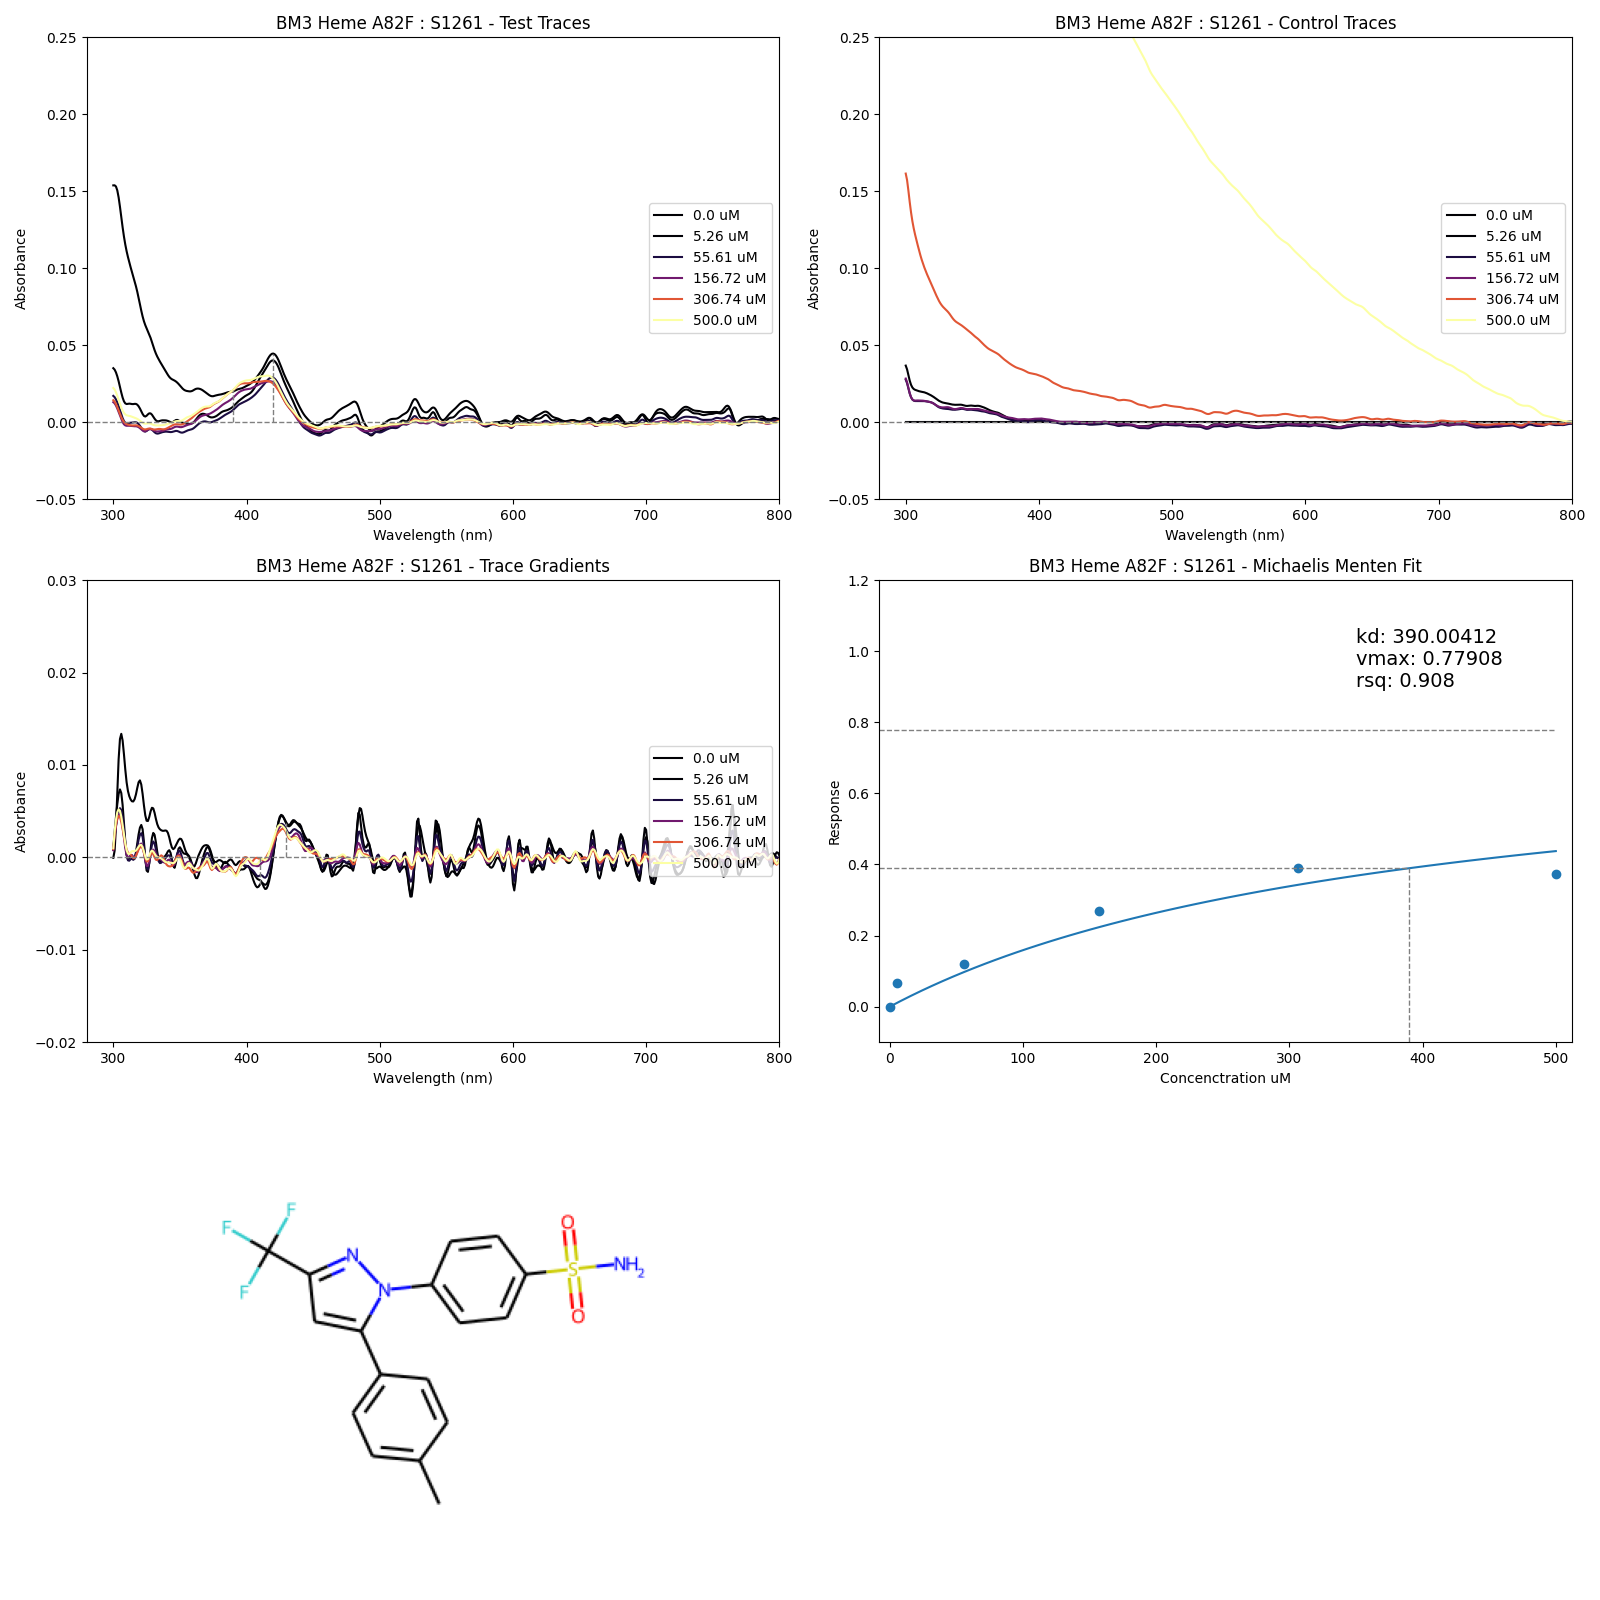 BM3 Heme A82F : S1261 - Test Traces
0.25
0.20
0.15
0.10
0.05
0.00
−0.05
Absorbance
300 400 500 600 700 800
Wavelength (nm)
0.0 uM
5.26 uM
55.61 uM
156.72 uM
306.74 uM
500.0 uM
BM3 Heme A82F : S1261 - Control Traces
0.25
0.20
0.15
0.10
0.05
0.00
−0.05
Absorbance
300 400 500 600 700 800
Wavelength (nm)
0.0 uM
5.26 uM
55.61 uM
156.72 uM
306.74 uM
500.0 uM
BM3 Heme A82F : S1261 - Trace Gradients
0.03
0.02
0.01
0.00
−0.01
−0.02
Absorbance
300 400 500 600 700 800
Wavelength (nm)
0.0 uM
5.26 uM
55.61 uM
156.72 uM
306.74 uM
500.0 uM
BM3 Heme A82F : S1261 - Michaelis Menten Fit
1.2
1.0
0.8
0.6
0.4
0.2
0.0
Response
kd: 390.00412
vmax: 0.77908
rsq: 0.908
0 100 200 300 400 500
Concenctration uM
F
F
F
N
N
O
S
O
NH2